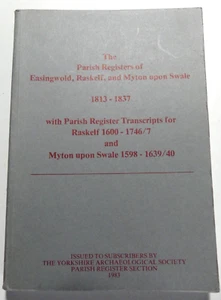 The
Parish Registers of
Easingwold, Raskelf, and Myton upon Swale
1813 - 1837
with Parish Register Transcripts for
Raskelf 1600 - 1746/7
and
Myton upon Swale 1598 - 1639/40
ISSUED TO SUBSCRIBERS BY
THE YORKSHIRE ARCHAEOLOGICAL SOCIETY
PARISH REGISTER SECTION
1983